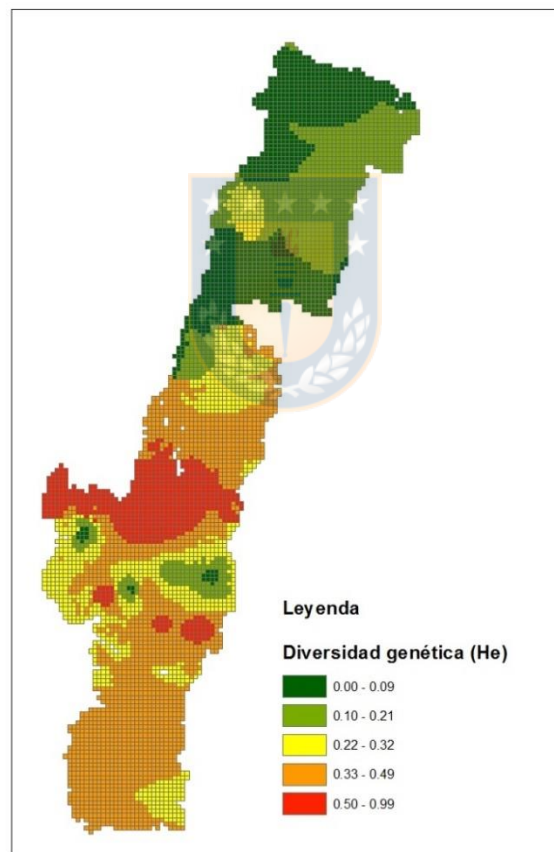 Leyenda
Diversidad genética (He)
0.00 - 0.09
0.10 - 0.21
0.22 - 0.32
0.33 - 0.49
0.50 - 0.99